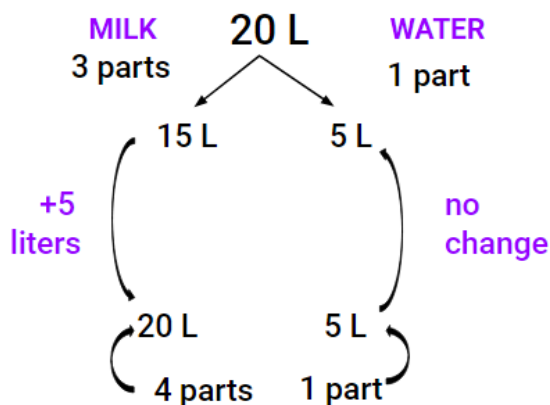 MILK 20 L WATER
3 parts 1 part
15 L 5 L
+5 no
liters change
20 L 5 L
4 parts 1 part